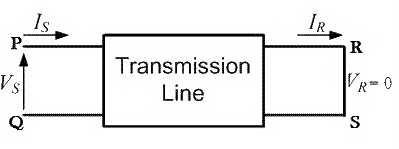 I_S I_R
P R
Transmission
Line
V_S V_R = 0
Q S